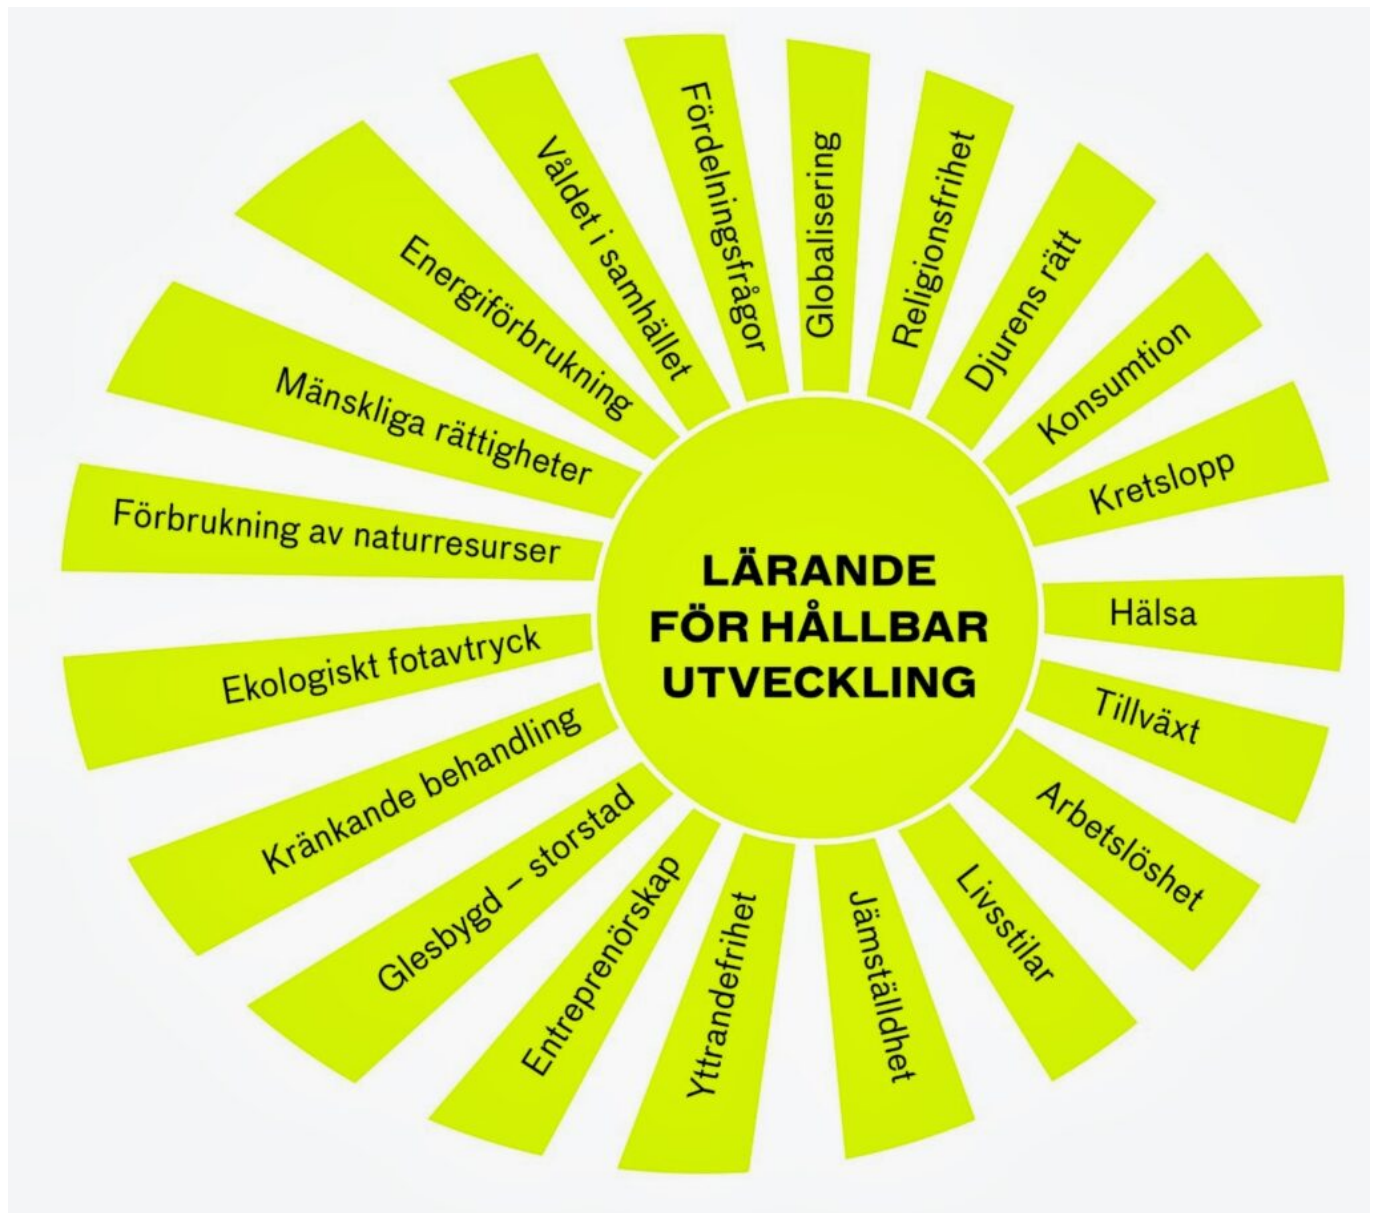 LÄRANDE
FÖR HÅLLBAR
UTVECKLING
Fördelningsfrågor
Globalisering
Religionsfrihet
Djurens rätt
Konsumtion
Kretslopp
Hälsa
Tillväxt
Arbetslöshet
Livsstilar
Jämställdhet
Yttrandefrihet
Entreprenörskap
Glesbygd – storstad
Kränkande behandling
Ekologiskt fotavtryck
Förbrukning av naturresurser
Mänskliga rättigheter
Energiförbrukning
Våldet i samhället